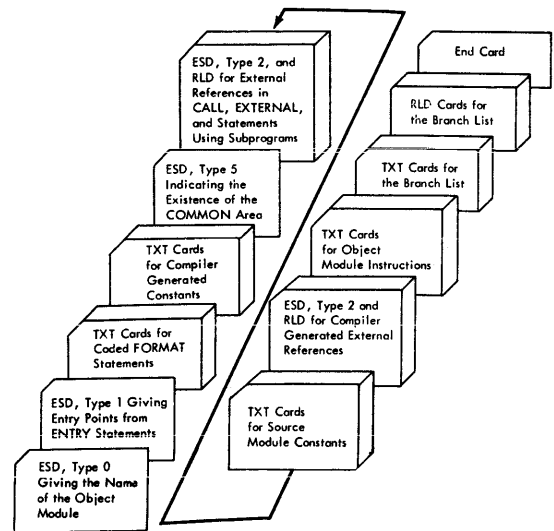 ESD, Type 2, and
RLD for External
References in
CALL, EXTERNAL,
and Statements
Using Subprograms
ESD, Type 5
Indicating the
Existence of the
COMMON Area
TXT Cards
for Compiler
Generated
Constants
TXT Cards for
Coded FORMAT
Statements
ESD, Type 1 Giving
Entry Points from
ENTRY Statements
ESD, Type 0
Giving the Name
of the Object
Module
End Card
RLD Cards for
the Branch List
TXT Cards for
the Branch List
TXT Cards
for Object
Module Instructions
ESD, Type 2 and
RLD for Compiler
Generated External
References
TXT Cards
for Source
Module Constants